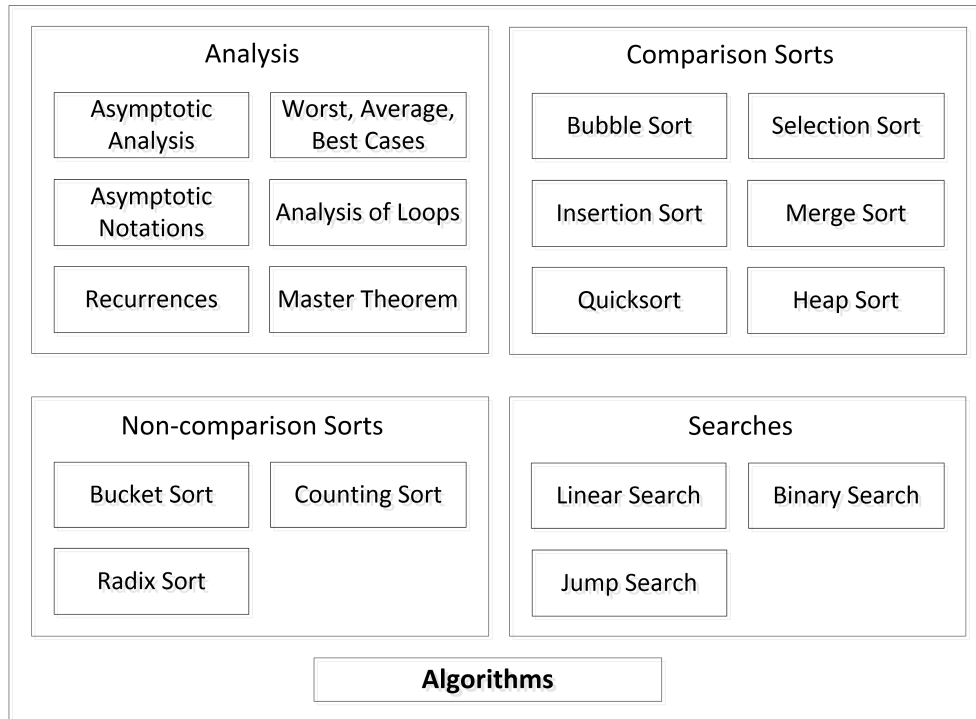 Analysis
Asymptotic
Analysis
Worst, Average,
Best Cases
Asymptotic
Notations
Analysis of Loops
Recurrences
Master Theorem
Comparison Sorts
Bubble Sort
Selection Sort
Insertion Sort
Merge Sort
Quicksort
Heap Sort
Non-comparison Sorts
Bucket Sort
Counting Sort
Radix Sort
Searches
Linear Search
Binary Search
Jump Search
Algorithms